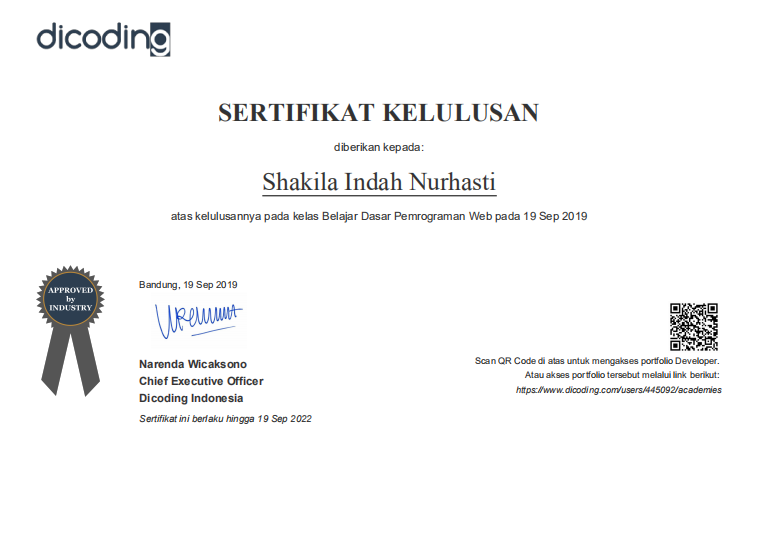 dicoding
SERTIFIKAT KELULUSAN
diberikan kepada:
Shakila Indah Nurhasti
atas kelulusannya pada kelas Belajar Dasar Pemrograman Web pada 19 Sep 2019
APPROVED
by
INDUSTRY
Bandung, 19 Sep 2019
Narenda Wicaksono
Chief Executive Officer
Dicoding Indonesia
Sertifikat ini berlaku hingga 19 Sep 2022
Scan QR Code di atas untuk mengakses portfolio Developer.
Atau akses portfolio tersebut melalui link berikut:
https://www.dicoding.com/users/445092/academies